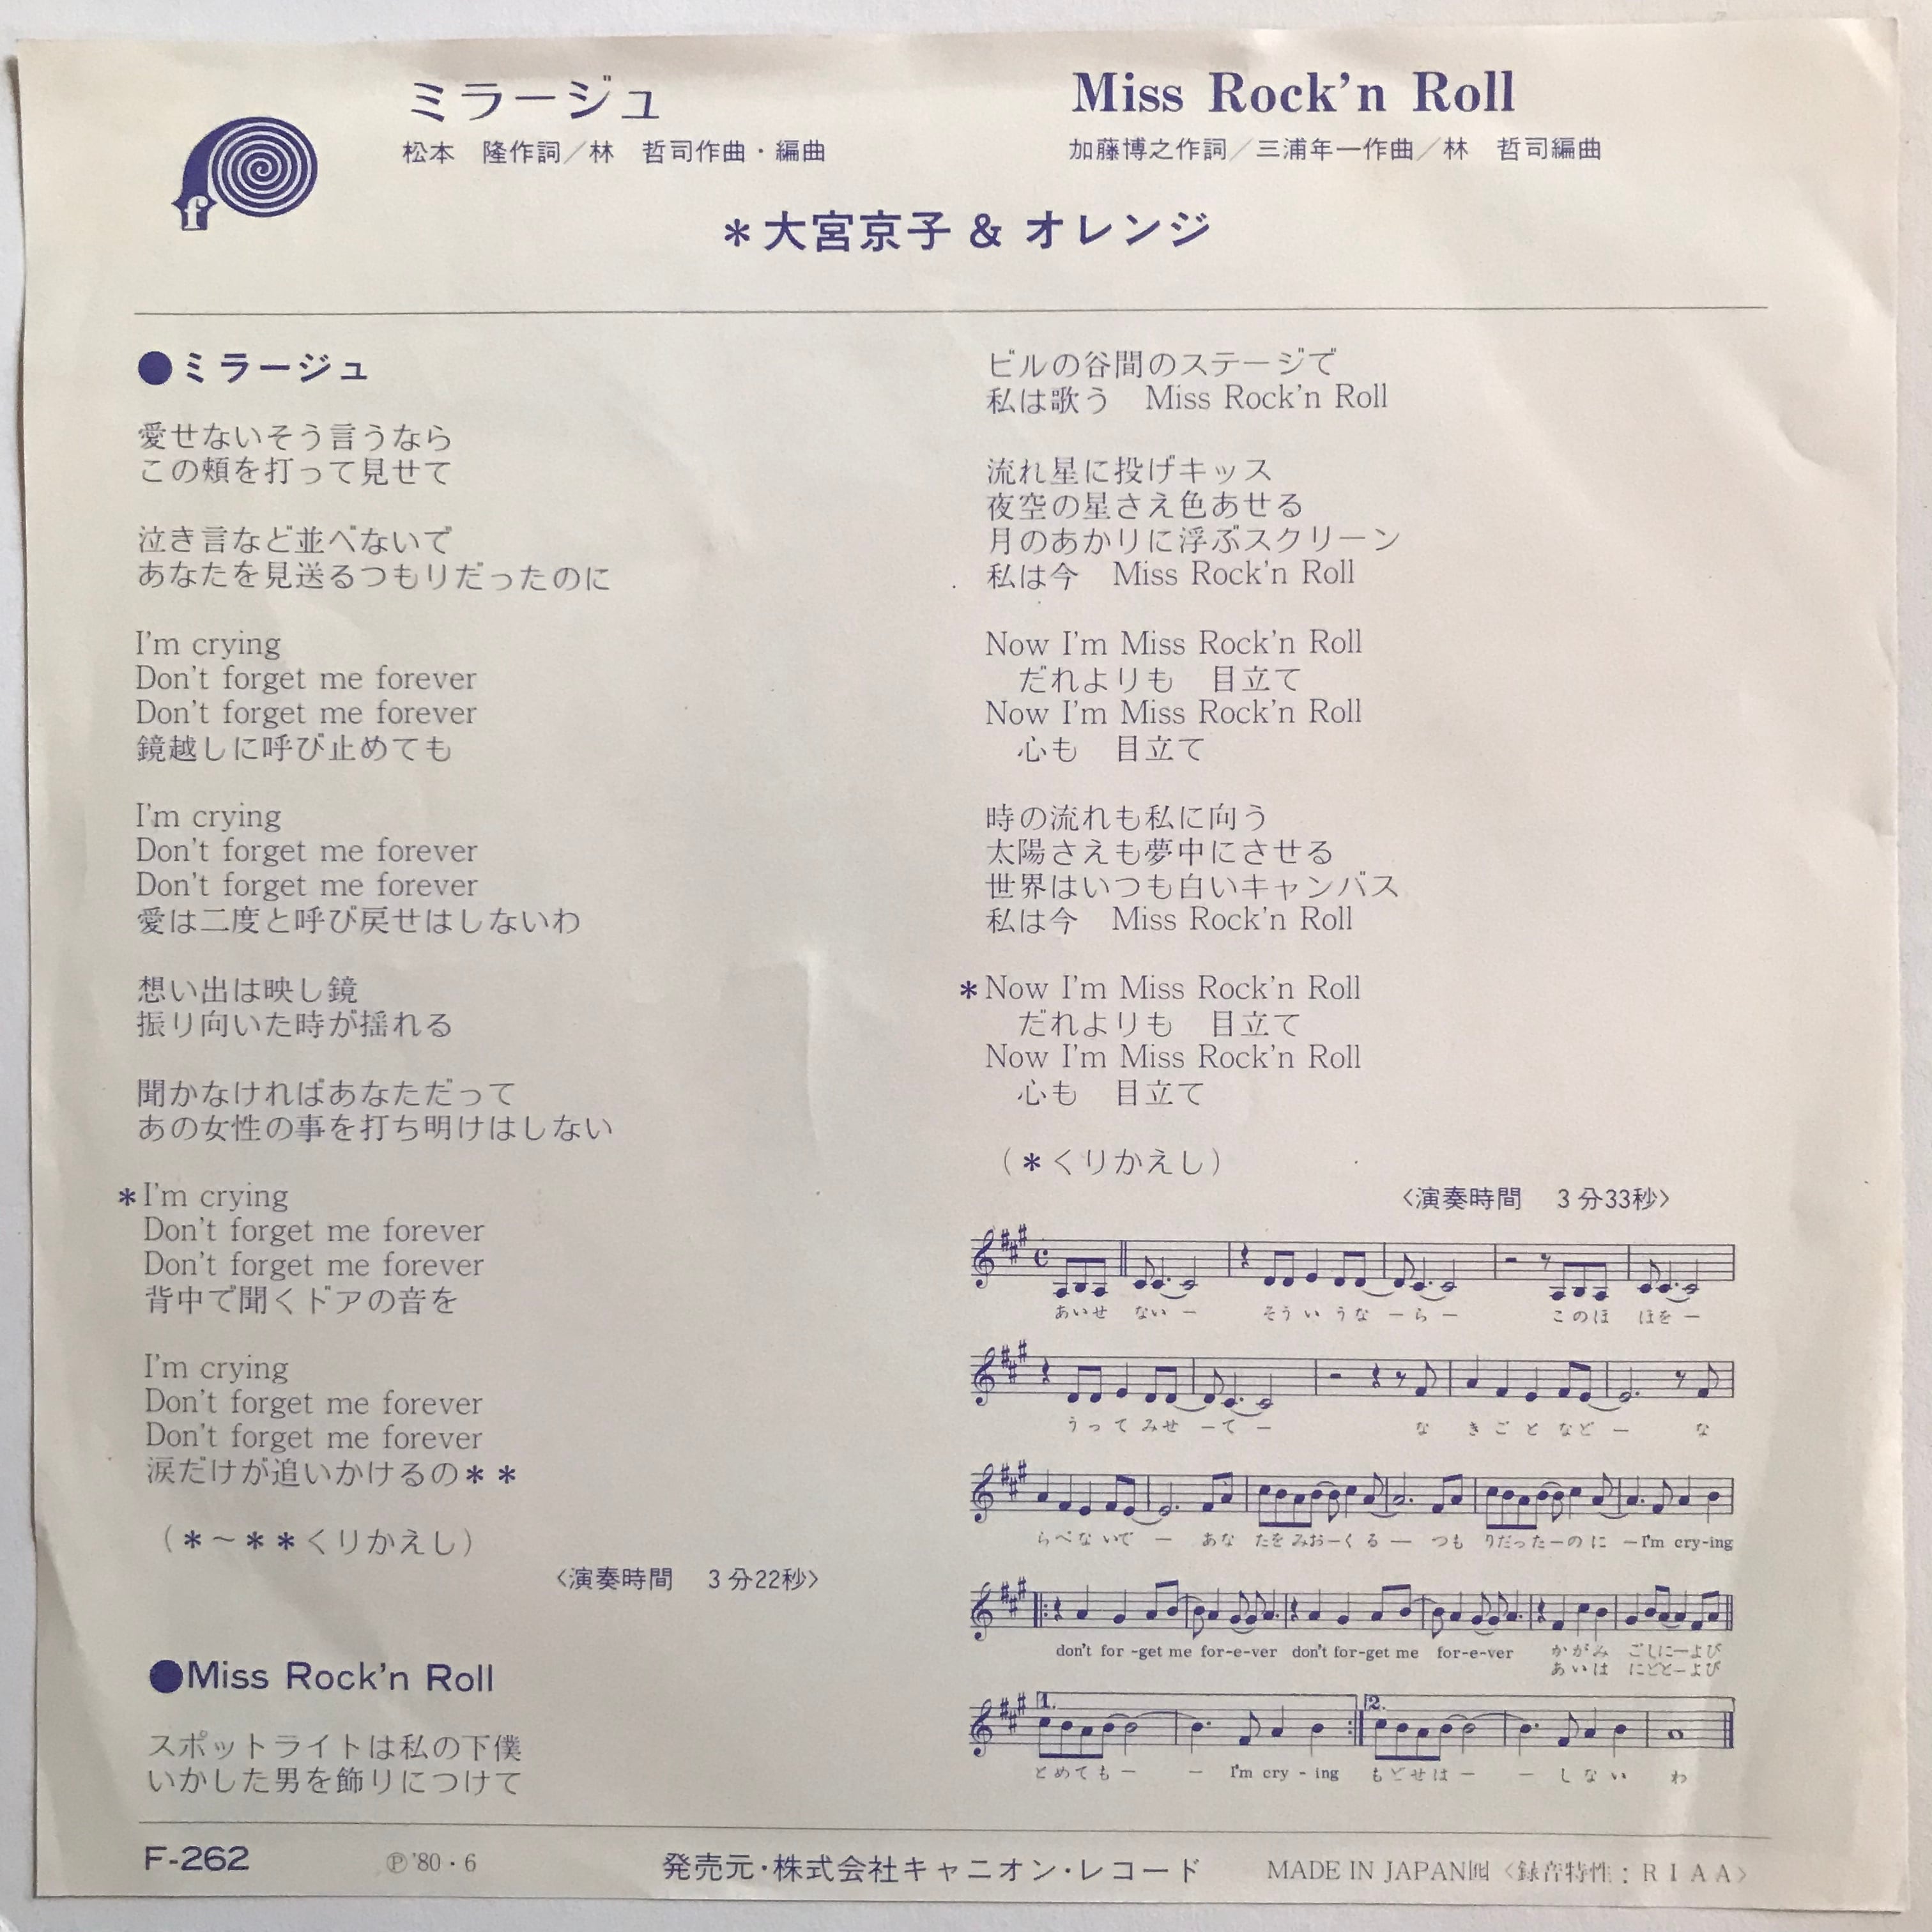 ミラージュ
松本 隆作詞／林 哲司作曲・編曲
Miss Rock'n Roll
加藤博之作詞／三浦年一作曲／林 哲司編曲
f
＊大宮京子 & オレンジ
●ミラージュ
愛せないそう言うなら
この頬を打って見せて
泣き言など並べないで
あなたを見送るつもりだったのに
I'm crying
Don't forget me forever
Don't forget me forever
鏡越しに呼び止めても
I'm crying
Don't forget me forever
Don't forget me forever
愛は二度と呼び戻せはしないわ
想い出は映し鏡
振り向いた時が揺れる
聞かなければあなただって
あの女性の事を打ち明けはしない
＊I'm crying
Don't forget me forever
Don't forget me forever
背中で聞くドアの音を
I'm crying
Don't forget me forever
Don't forget me forever
涙だけが追いかけるの＊＊
（＊〜＊＊くりかえし）
〈演奏時間 3分22秒〉
●Miss Rock'n Roll
スポットライトは私の下僕
いかした男を飾りにつけて
ビルの谷間のステージで
私は歌う Miss Rock'n Roll
流れ星に投げキッス
夜空の星さえ色あせる
月のあかりに浮ぶスクリーン
私は今 Miss Rock'n Roll
Now I'm Miss Rock'n Roll
だれよりも 目立て
Now I'm Miss Rock'n Roll
心も 目立て
時の流れも私に向う
太陽さえも夢中にさせる
世界はいつも白いキャンバス
私は今 Miss Rock'n Roll
＊Now I'm Miss Rock'n Roll
だれよりも 目立て
Now I'm Miss Rock'n Roll
心も 目立て
（＊くりかえし）
〈演奏時間 3分33秒〉
あいせ ない ー そうい うな ーらー このほ ほをー
うって みせ ーてー な きご と などー な
らべな いで ー あな たを みおーく る ー つも りだったーの に ーI'm cry-ing
don't for -get me for-e-ver don't for-get me for-e-ver かがみ ごしにーよび
あいは にどとーよび
1. 2.
とめてもー ー I'm cry - ing もどせはー ー しない わ
F-262
Ⓟ'80・6
発売元・株式会社キャニオン・レコード
MADE IN JAPAN 〈録音特性：RIAA〉